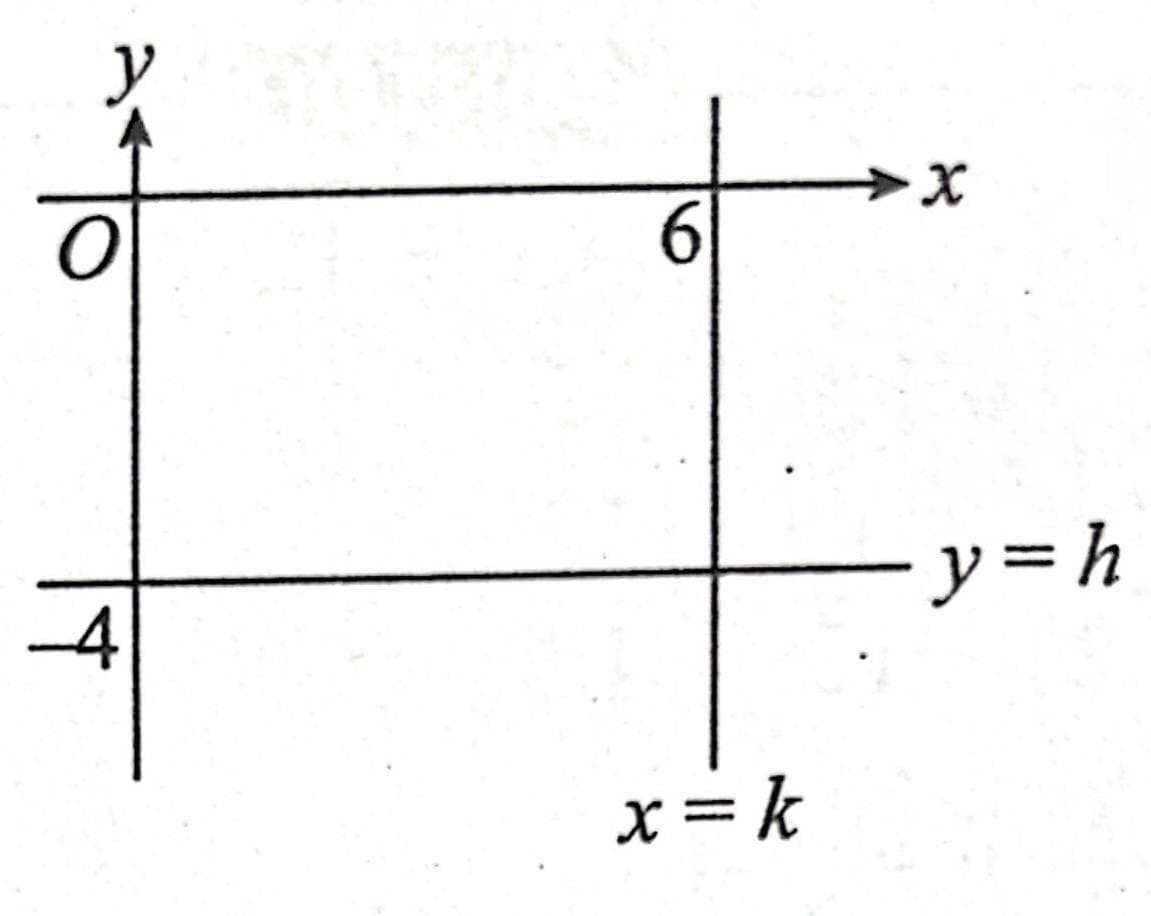 y
x
O
6
y = h
–4
x = k